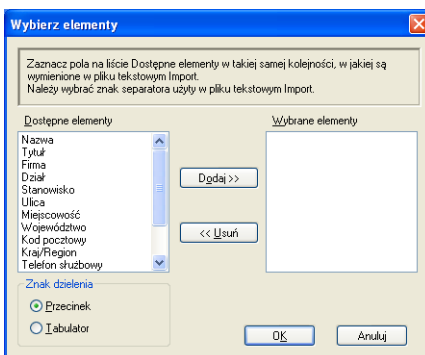 Wybierz elementy
Zaznacz pola na liście Dostępne elementy w takiej samej kolejności, w jakiej są
wymienione w pliku tekstowym Import.
Należy wybrać znak separatora użyty w pliku tekstowym Import.
Dostępne elementy
Wybrane elementy
Nazwa
Tytuł
Firma
Dział
Stanowisko
Ulica
Miejscowość
Województwo
Kod pocztowy
Kraj/Region
Telefon służbowy
Dodaj >>
<< Usuń
Znak dzielenia
Przecinek
Tabulator
OK
Anuluj